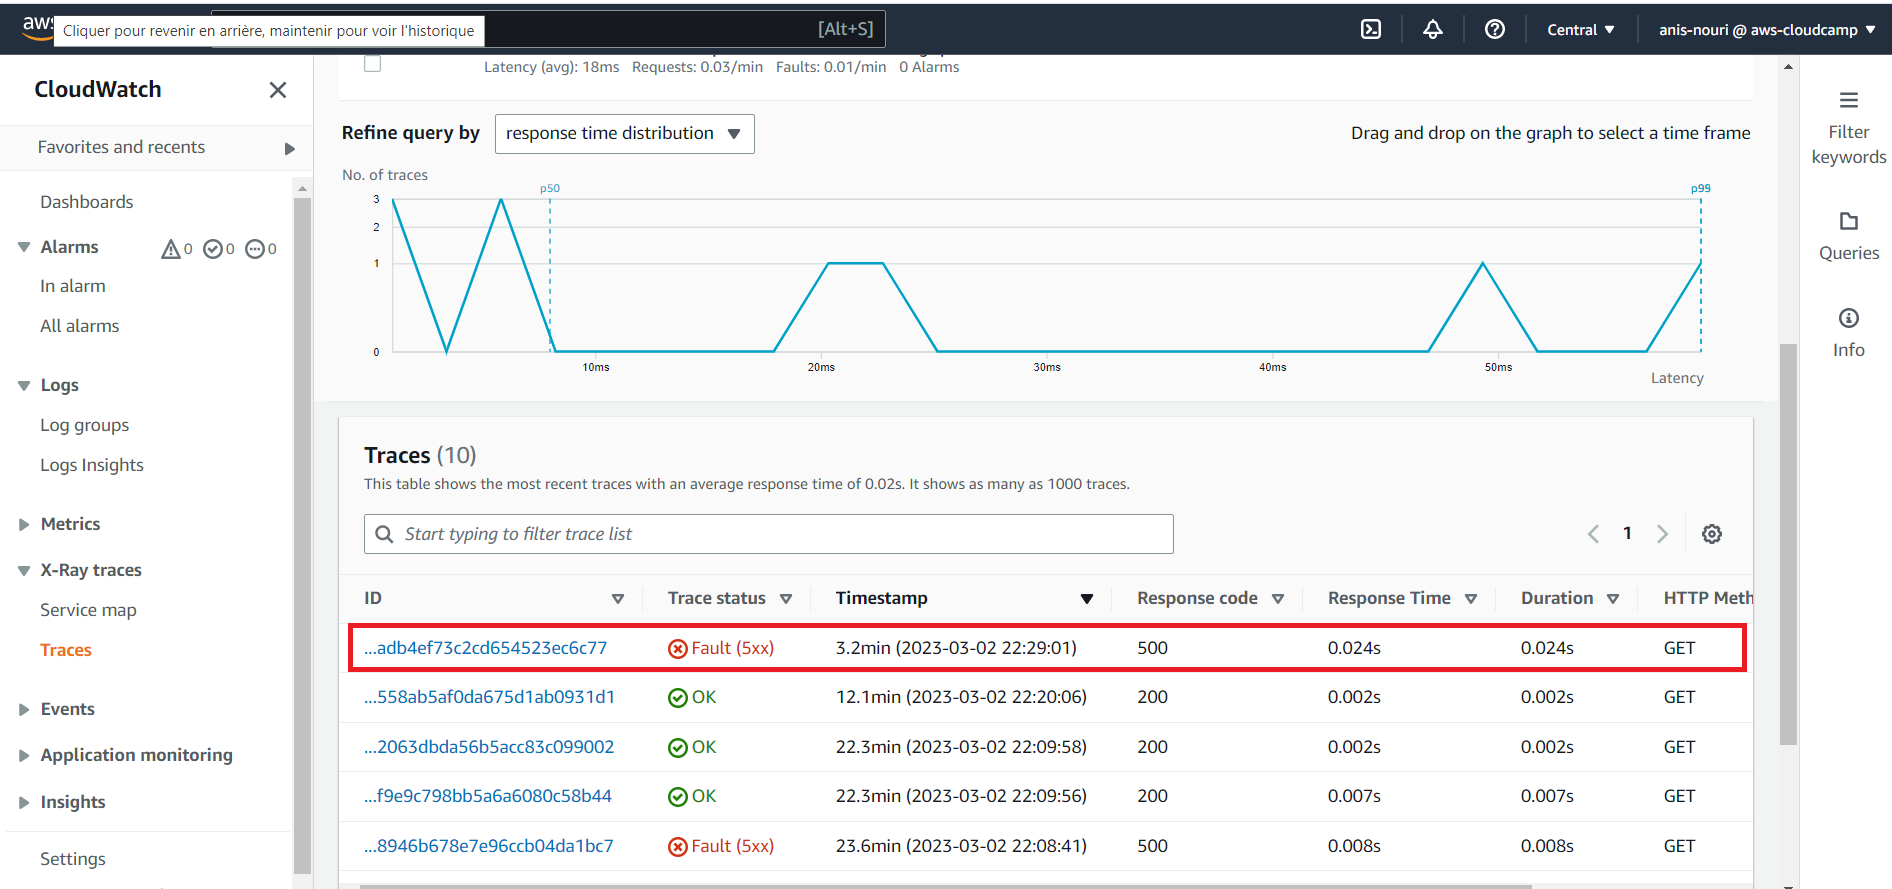 aws
Cliquer pour revenir en arrière, maintenir pour voir l'historique
[Alt+S]
Central
anis-nouri @ aws-cloudcamp
CloudWatch
Favorites and recents
Dashboards
Alarms 0 0 0
In alarm
All alarms
Logs
Log groups
Logs Insights
Metrics
X-Ray traces
Service map
Traces
Events
Application monitoring
Insights
Settings
Latency (avg): 18ms Requests: 0.03/min Faults: 0.01/min 0 Alarms
Refine query by response time distribution
Drag and drop on the graph to select a time frame
No. of traces
p50
p99
3
2
1
0
10ms 20ms 30ms 40ms 50ms
Latency
Traces (10)
This table shows the most recent traces with an average response time of 0.02s. It shows as many as 1000 traces.
Start typing to filter trace list
1
ID Trace status Timestamp Response code Response Time Duration HTTP Meth
...adb4ef73c2cd654523ec6c77 Fault (5xx) 3.2min (2023-03-02 22:29:01) 500 0.024s 0.024s GET
...558ab5af0da675d1ab0931d1 OK 12.1min (2023-03-02 22:20:06) 200 0.002s 0.002s GET
...2063dbda56b5acc83c099002 OK 22.3min (2023-03-02 22:09:58) 200 0.002s 0.002s GET
...f9e9c798bb5a6a6080c58b44 OK 22.3min (2023-03-02 22:09:56) 200 0.007s 0.007s GET
...8946b678e7e96ccb04da1bc7 Fault (5xx) 23.6min (2023-03-02 22:08:41) 500 0.008s 0.008s GET
Filter
keywords
Queries
Info